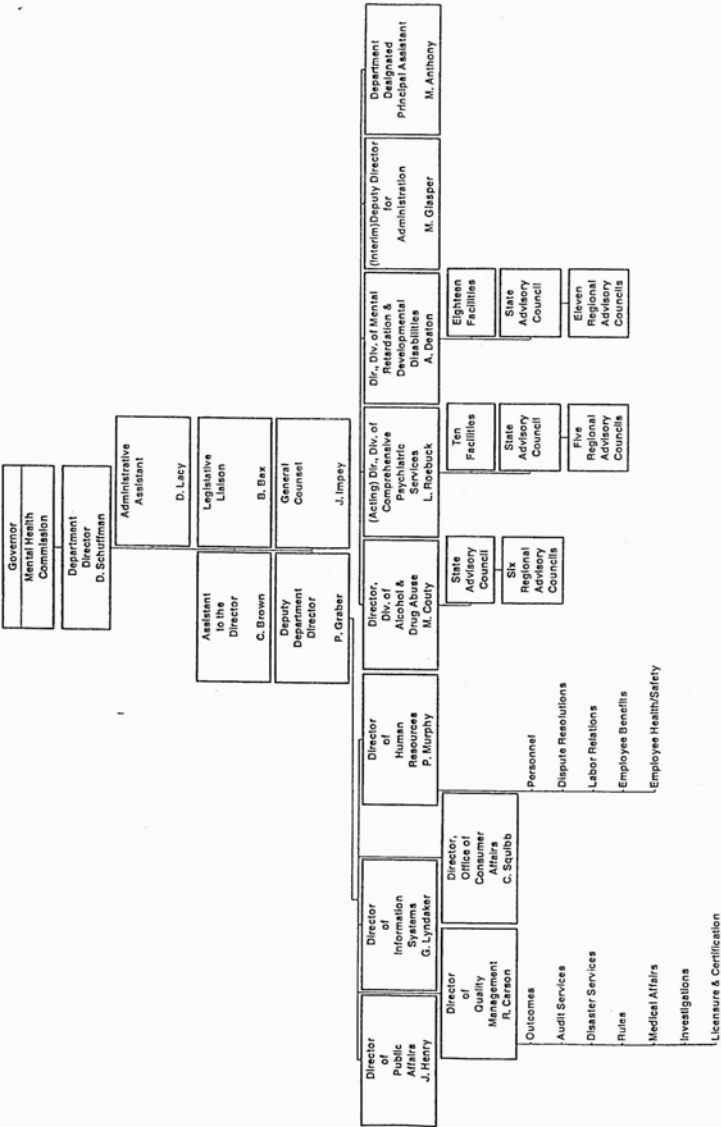 Governor
Mental Health
Commission
Department
Director
D. Schuffman
Administrative
Assistant
D. Lacy
Assistant
to the
Director
C. Brown
Legislative
Liaison
B. Bax
Deputy
Department
Director
P. Graber
General
Counsel
J. Impey
Director
of
Public
Affairs
J. Henry
Director
of
Information
Systems
G. Lyndaker
Director
of
Human
Resources
P. Murphy
Director,
Div. of
Alcohol &
Drug Abuse
M. Couty
(Acting) Dir., Div. of
Comprehensive
Psychiatric
Services
L. Roebuck
Dir., Div. of Mental
Retardation &
Developmental
Disabilities
A. Deaton
(Interim)Deputy Director
for
Administration
M. Glasper
Department
Designated
Principal Assistant
M. Anthony
Director
of
Quality
Management
R. Carson
Director,
Office of
Consumer
Affairs
C. Squibb
Outcomes
Audit Services
Disaster Services
Rules
Medical Affairs
Investigations
Licensure & Certification
Personnel
Dispute Resolutions
Labor Relations
Employee Benefits
Employee Health/Safety
State
Advisory
Council
Six
Regional
Advisory
Councils
Ten
Facilities
State
Advisory
Council
Five
Regional
Advisory
Councils
Eighteen
Facilities
State
Advisory
Council
Eleven
Regional
Advisory
Councils